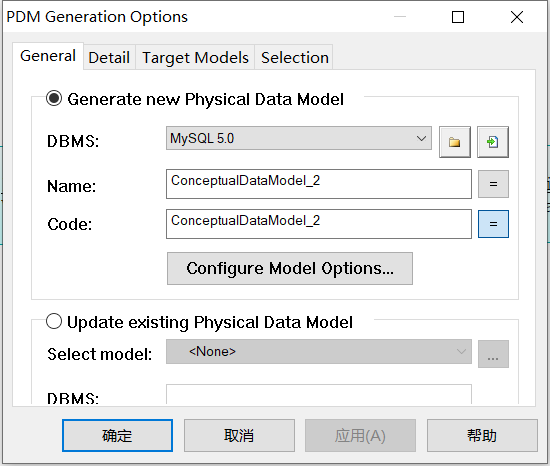 PDM Generation Options
General Detail Target Models Selection
Generate new Physical Data Model
DBMS: MySQL 5.0
Name: ConceptualDataModel_2 =
Code: ConceptualDataModel_2 =
Configure Model Options...
Update existing Physical Data Model
Select model: <None> ...
DBMS:
确定 取消 应用(A) 帮助